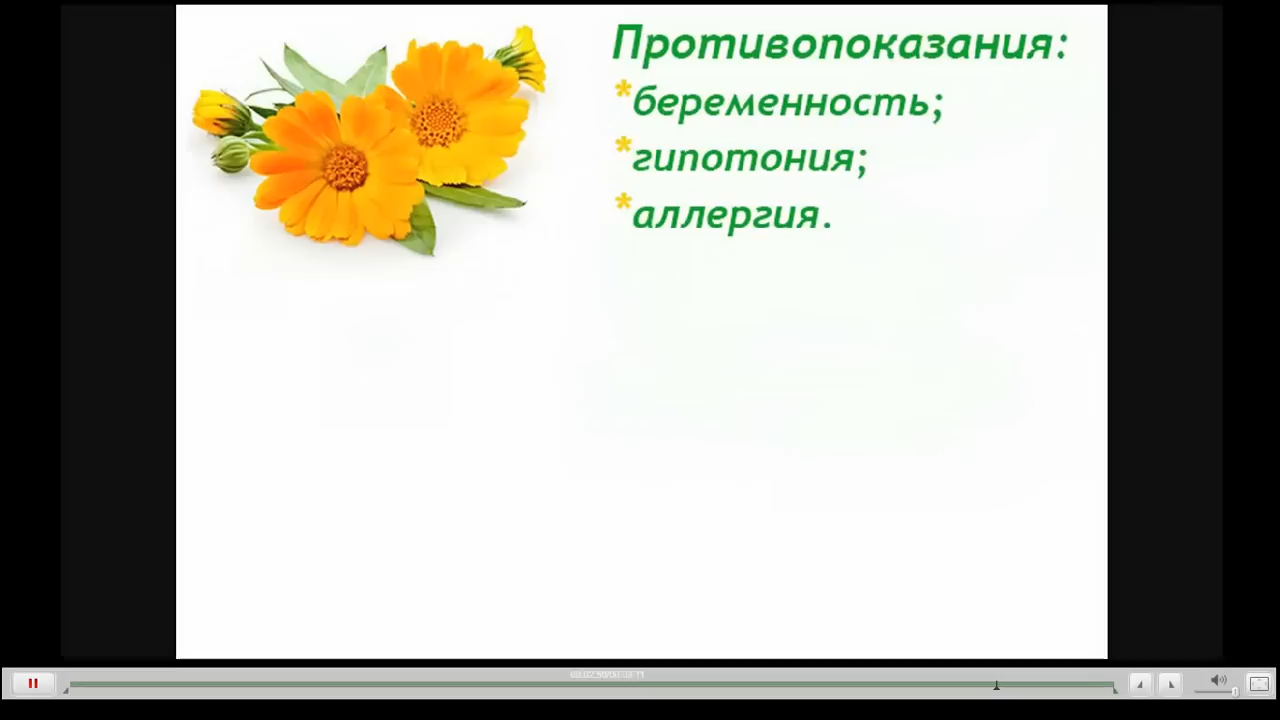 Противопоказания:
*беременность;
*гипотония;
*аллергия.